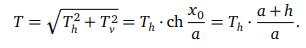 T = √(T_h² + T_v²) = T_h · ch x₀/a = T_h · (a + h)/a.